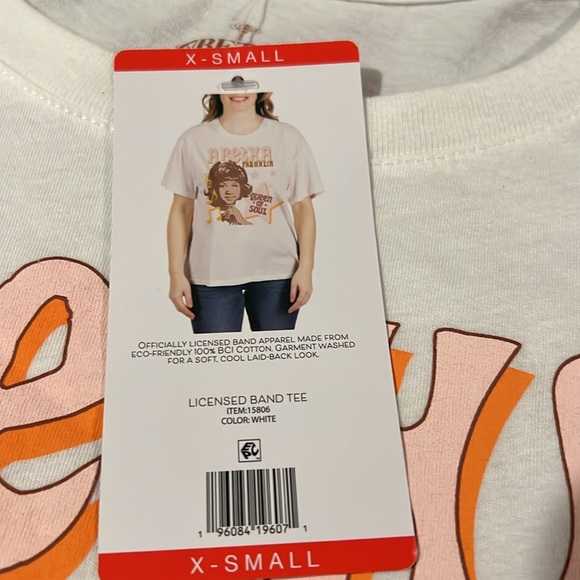 X-SMALL
ARETHA
FRANKLIN
QUEEN
OF
SOUL
OFFICIALLY LICENSED BAND APPAREL MADE FROM
ECO-FRIENDLY 100% BCI COTTON. GARMENT WASHED
FOR A SOFT, COOL LAID-BACK LOOK.
LICENSED BAND TEE
ITEM:15806
COLOR: WHITE
1 96084 19607 1
X-SMALL